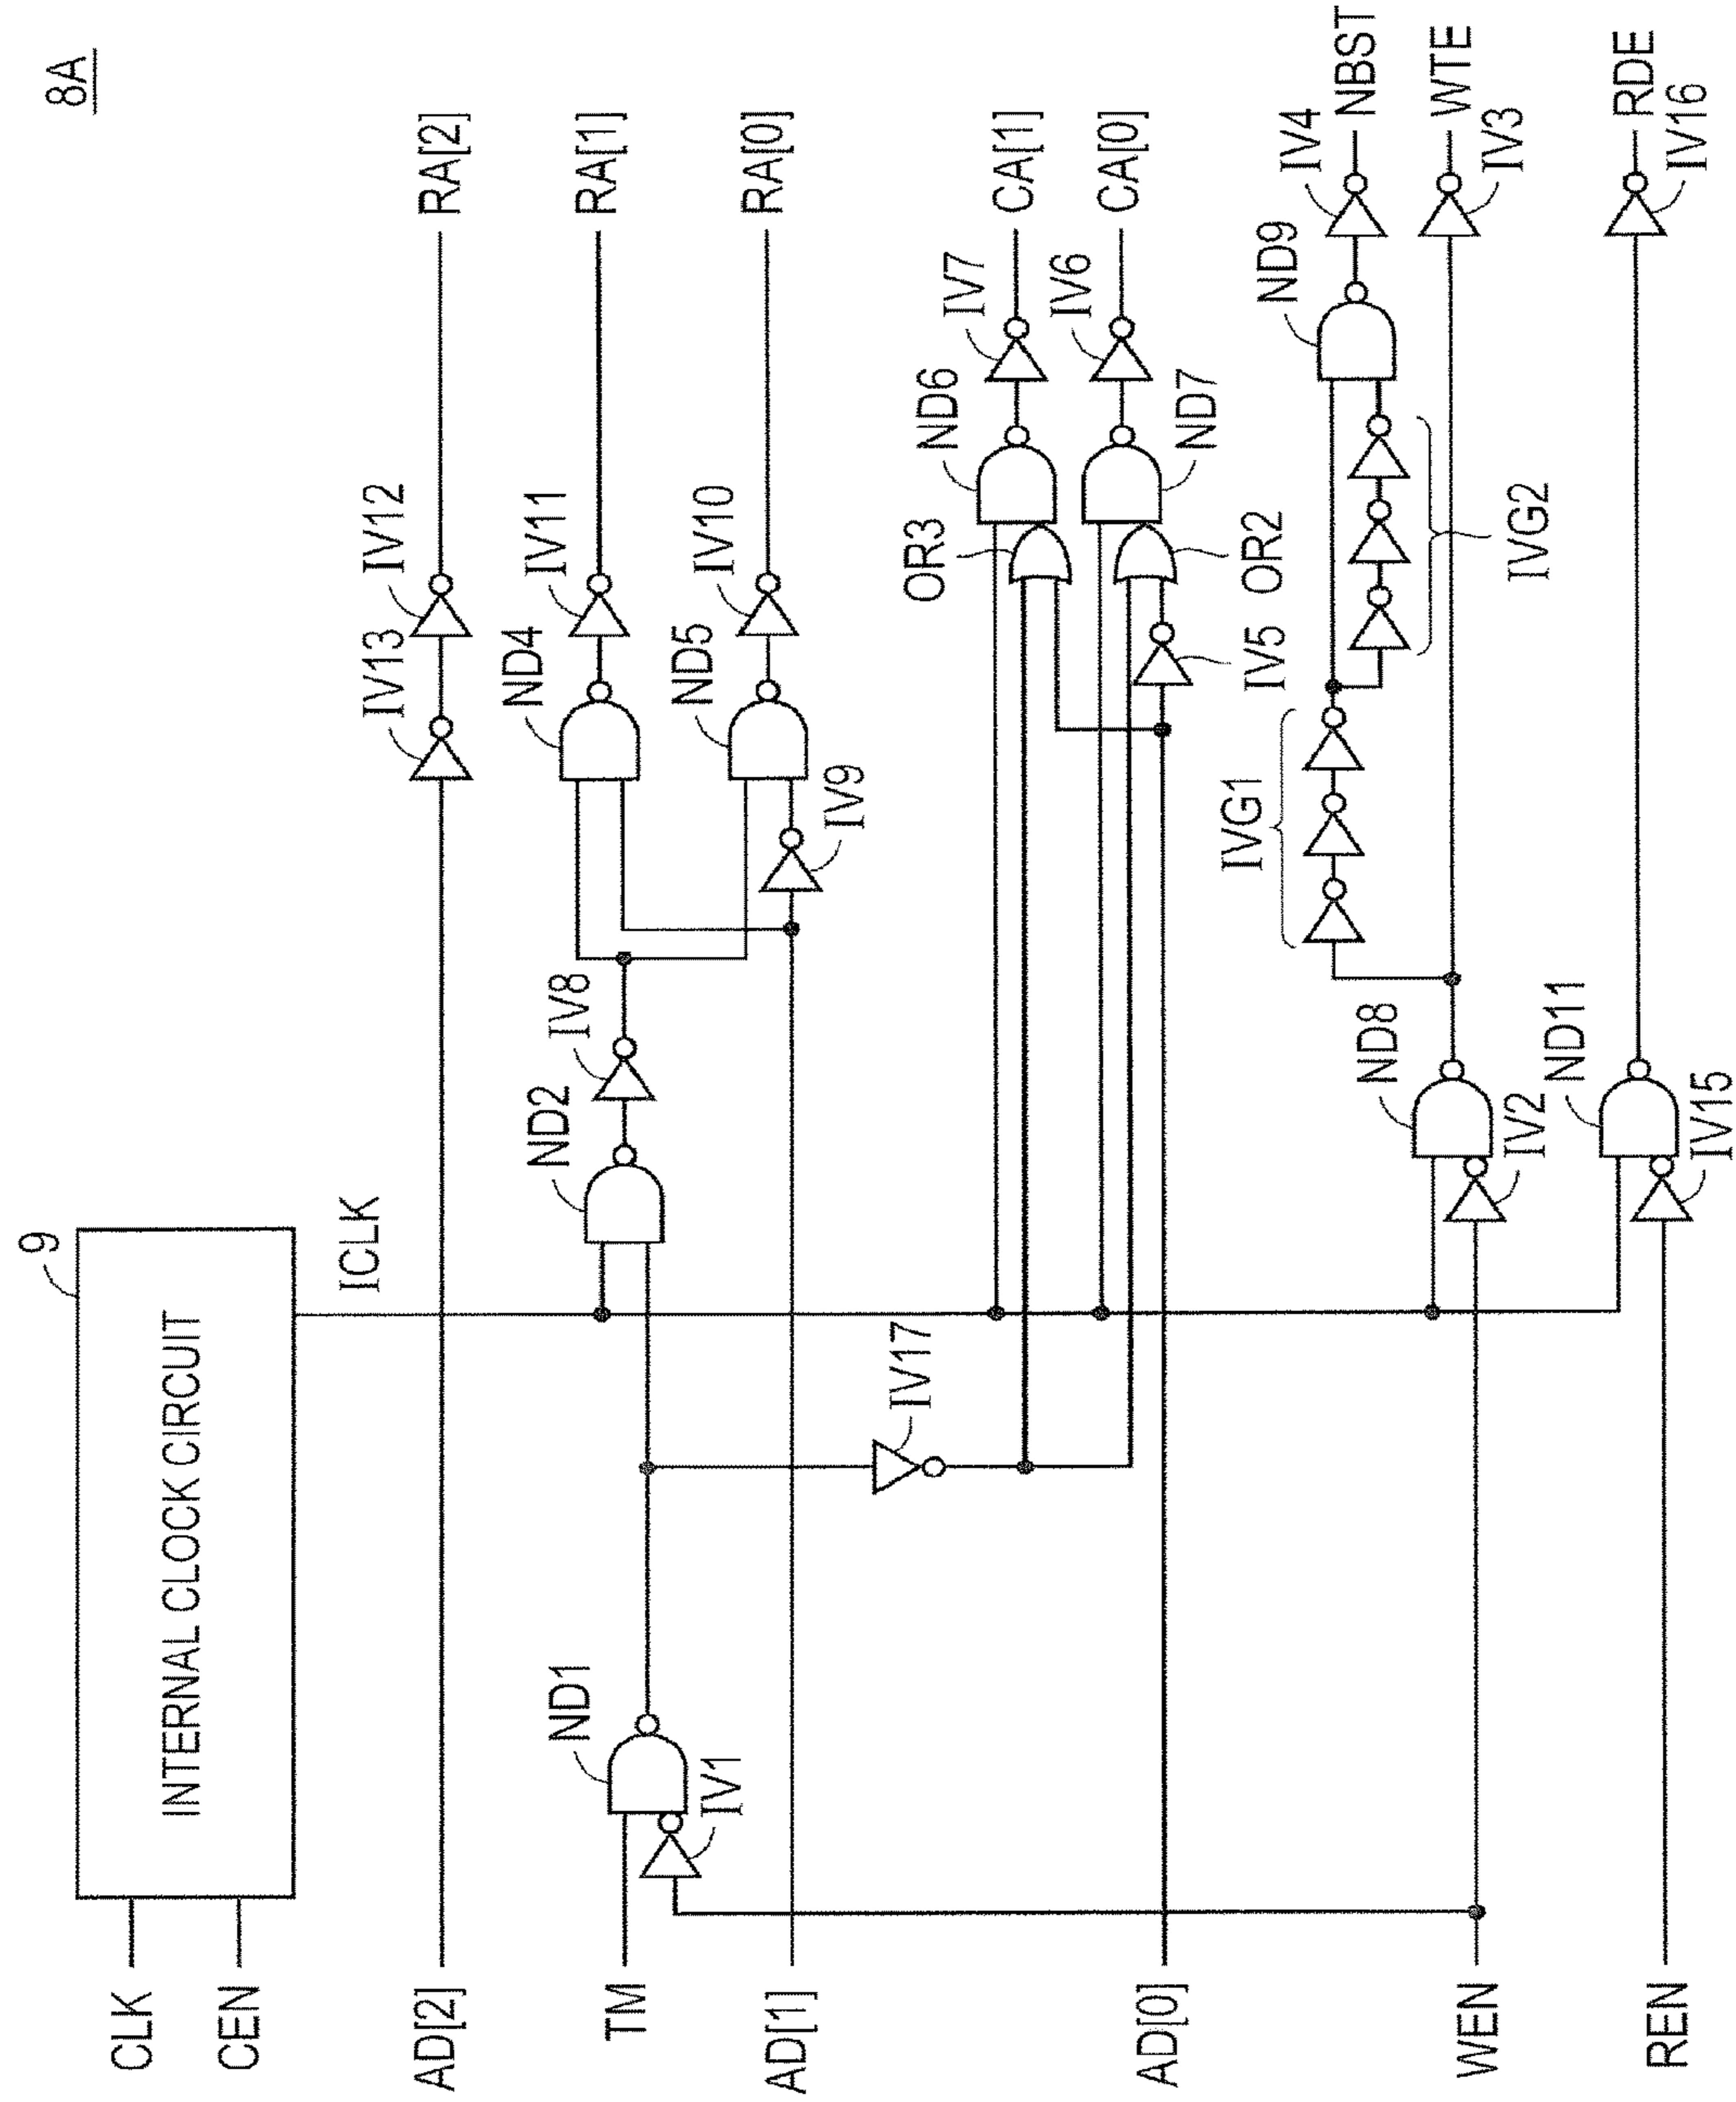 8A
9
INTERNAL CLOCK CIRCUIT
ICLK
CLK
CEN
AD[2]
IV13
IV12
RA[2]
TM
ND1
IV1
ND2
IV8
ND4
IV11
RA[1]
AD[1]
IV9
ND5
IV10
RA[0]
IV17
OR3
ND6
IV7
CA[1]
AD[0]
IV5
OR2
ND7
IV6
CA[0]
IVG1
IVG2
ND9
IV4
NBST
WEN
IV2
ND8
WTE
IV3
REN
IV15
ND11
RDE
IV16